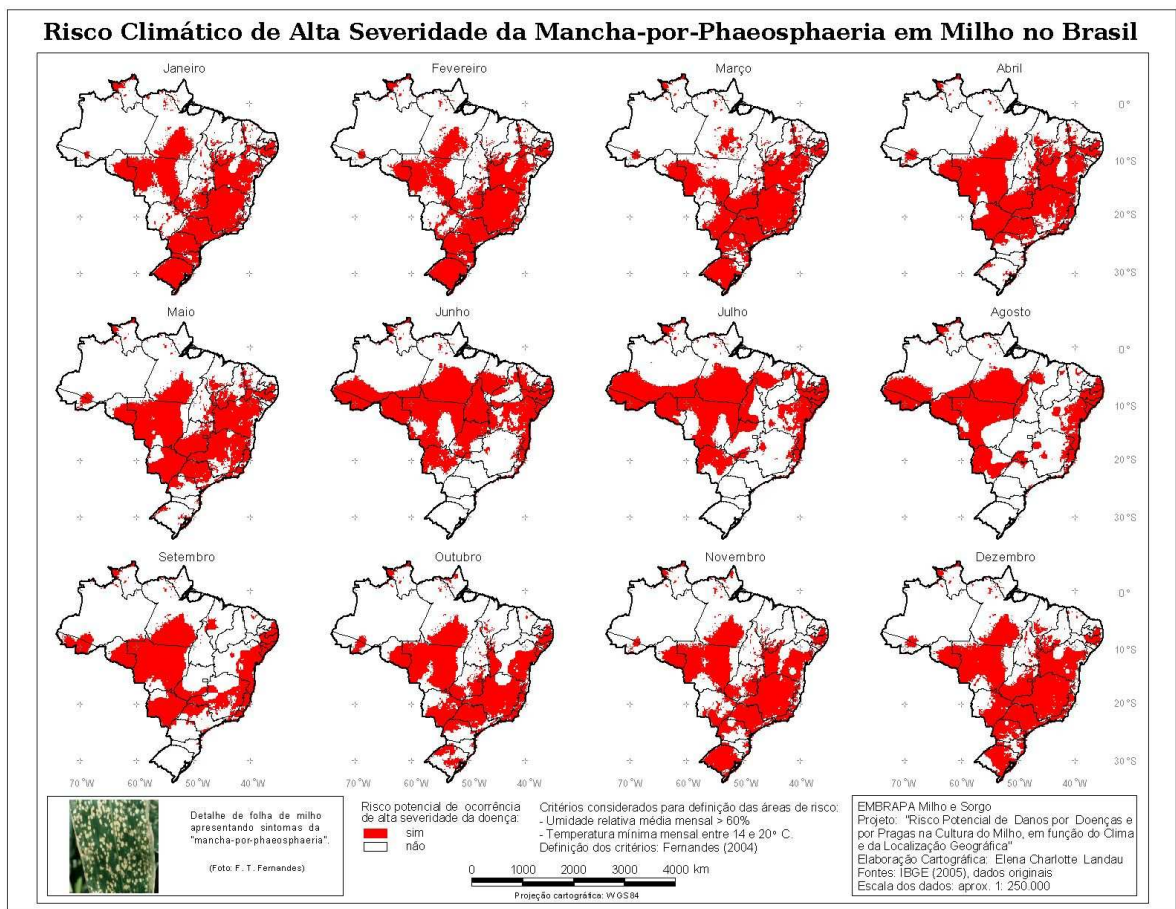 Risco Climático de Alta Severidade da Mancha-por-Phaeosphaeria em Milho no Brasil
Janeiro
Fevereiro
Março
Abril
0°
10°S
20°S
30°S
Maio
Junho
Julho
Agosto
0°
10°S
20°S
30°S
Setembro
Outubro
Novembro
Dezembro
0°
10°S
20°S
30°S
70°W 60°W 50°W 40°W
70°W 60°W 50°W 40°W
70°W 60°W 50°W 40°W
70°W 60°W 50°W 40°W
Detalhe de folha de milho
apresentando sintomas da
"mancha-por-phaeosphaeria".
(Foto: F. T. Fernandes)
Risco potencial de ocorrência
de alta severidade da doença:
sim
não
Critérios considerados para definição das áreas de risco:
- Umidade relativa média mensal > 60%
- Temperatura mínima mensal entre 14 e 20° C.
Definição dos critérios: Fernandes (2004)
0 1000 2000 3000 4000 km
Projeção cartográfica: WGS84
EMBRAPA Milho e Sorgo
Projeto: "Risco Potencial de Danos por Doenças e
por Pragas na Cultura do Milho, em função do Clima
e da Localização Geográfica"
Elaboração Cartográfica: Elena Charlotte Landau
Fontes: IBGE (2005), dados originais
Escala dos dados: aprox. 1: 250.000